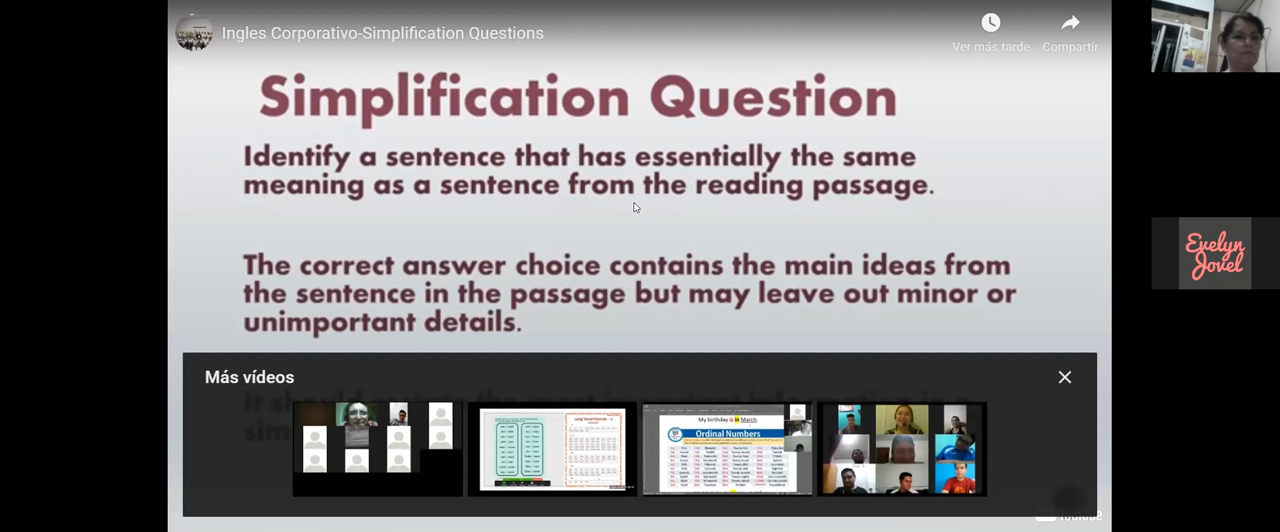 Ingles Corporativo-Simplification Questions
Ver más tarde
Compartir
Simplification Question
Identify a sentence that has essentially the same
meaning as a sentence from the reading passage.
The correct answer choice contains the main ideas from
the sentence in the passage but may leave out minor or
unimportant details.
Más vídeos
My birthday is in March.
Ordinal Numbers
Evelyn
Jovel